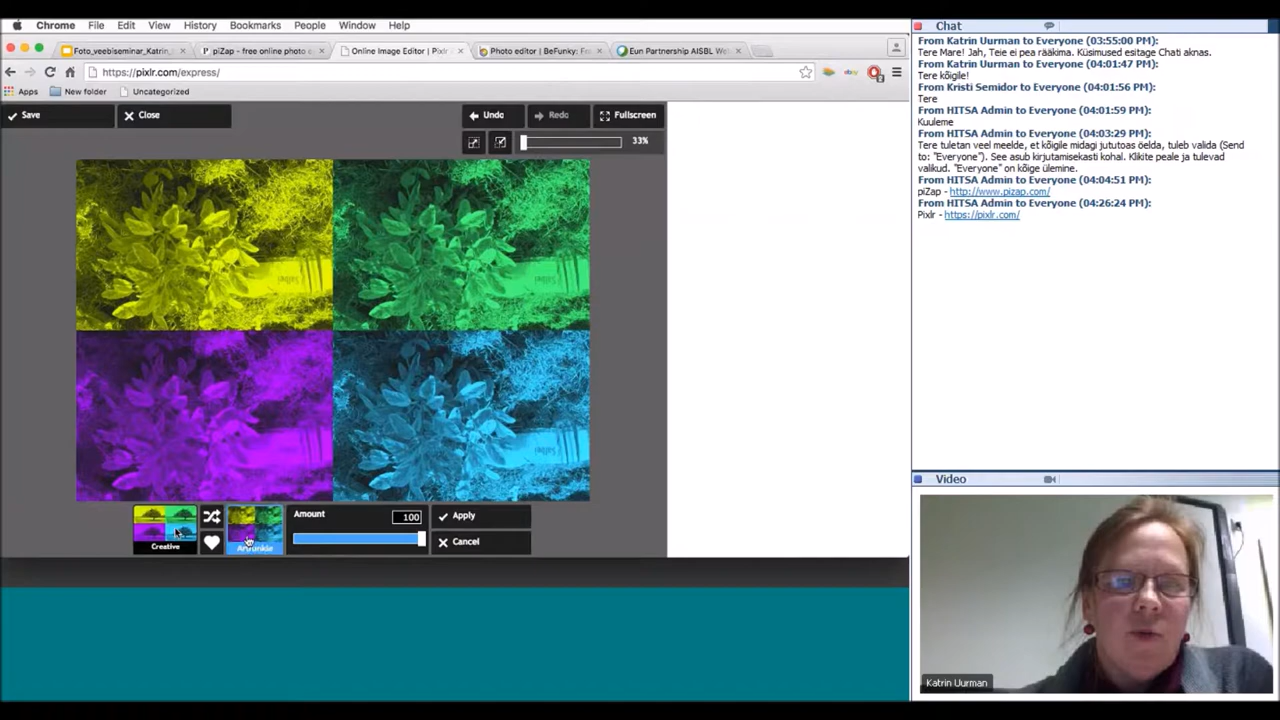 Chrome File Edit View History Bookmarks People Window Help
Foto_veebiseminar_Katrin_ piZap - free online photo e Online Image Editor | Pixlr Photo editor | BeFunky: Fo Eun Partnership AISBL Web
https://pixlr.com/express/
ebay
Apps New folder Uncategorized
Save Close Undo Redo Fullscreen
33%
Salbei
Salbei
Salbei
Amount 100 Apply
Creative Cancel
Chat
From Katrin Uurman to Everyone (03:55:00 PM):
Tere Mare! Jah, Teie ei pea rääkima. Küsimused esitage Chati aknas.
From Katrin Uurman to Everyone (04:01:47 PM):
Tere kõigile!
From Kristi Semidor to Everyone (04:01:56 PM):
Tere
From HITSA Admin to Everyone (04:01:59 PM):
Kuuleme
From HITSA Admin to Everyone (04:03:29 PM):
Tere tuletan veel meelde, et kõigile midagi jututoas öelda, tuleb valida (Send
to: "Everyone"). See asub kirjutamisekasti kohal. Klikite peale ja tulevad
valikud. "Everyone" on kõige ülemine.
From HITSA Admin to Everyone (04:04:51 PM):
piZap - http://www.pizap.com/
From HITSA Admin to Everyone (04:26:24 PM):
Pixlr - https://pixlr.com/
Video
Katrin Uurman